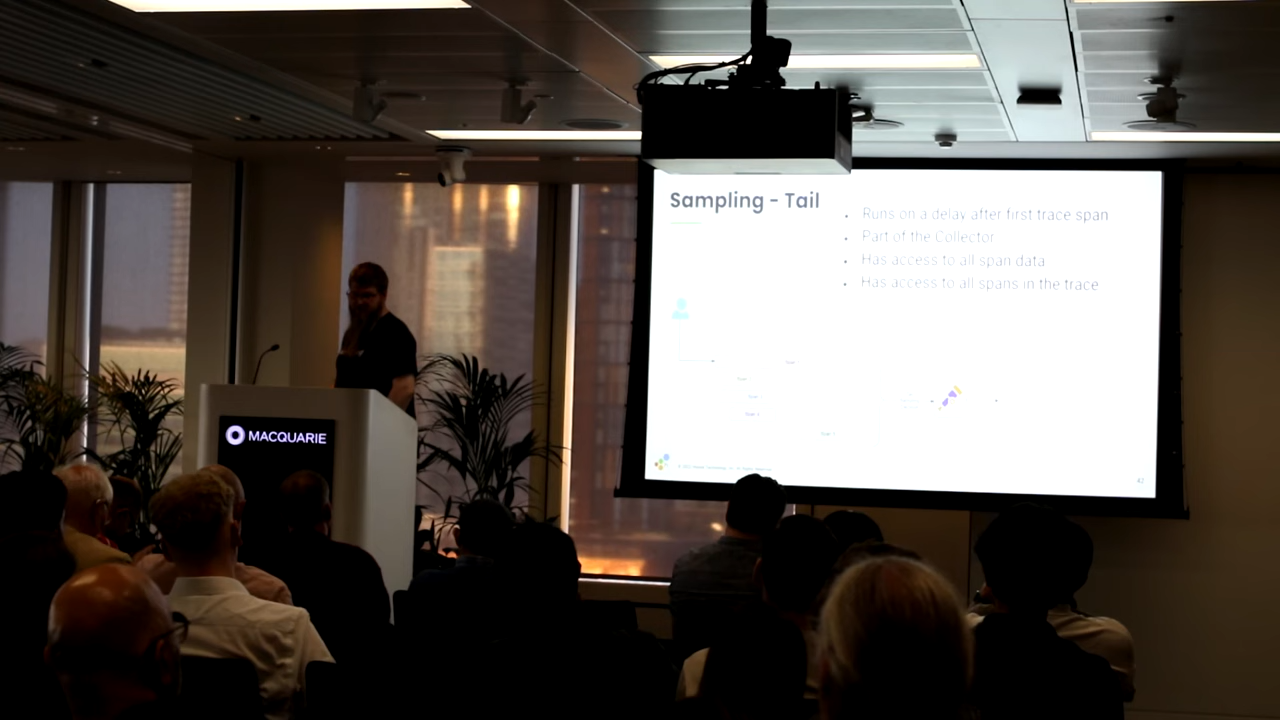 Sampling - Tail
Runs on a delay after first trace span
Part of the Collector
Has access to all span data
Has access to all spans in the trace
MACQUARIE
42